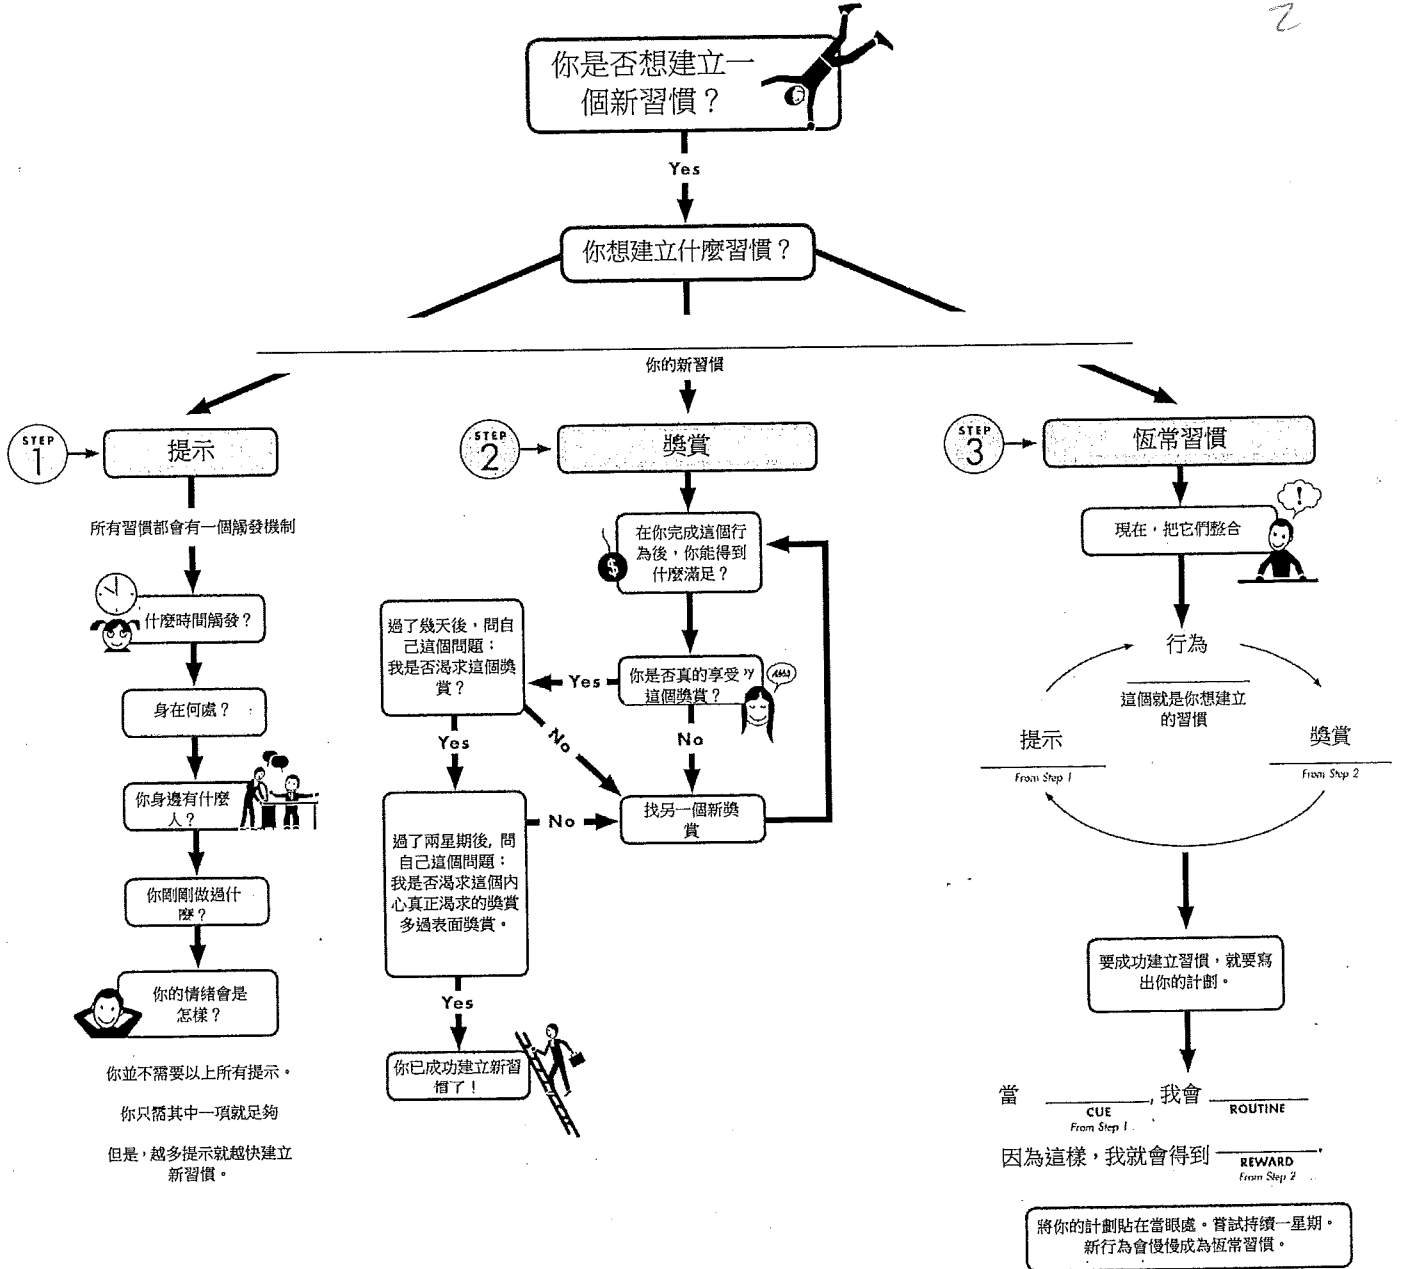 2
你是否想建立一
個新習慣？
Yes
你想建立什麼習慣？
你的新習慣
STEP
1
提示
所有習慣都會有一個觸發機制
什麼時間觸發？
身在何處？
你身邊有什麼
人？
你剛剛做過什
麼？
你的情緒會是
怎樣？
你並不需要以上所有提示。
你只需其中一項就足夠
但是，越多提示就越快建立
新習慣。
STEP
2
獎賞
在你完成這個行
為後，你能得到
什麼滿足？
$
你是否真的享受
這個獎賞？
Yes
No
過了幾天後，問自
己這個問題：
我是否渴求這個獎
賞？
Yes
No
找另一個新獎
賞
過了兩星期後, 問
自己這個問題：
我是否渴求這個內
心真正渴求的獎賞
多過表面獎賞。
No
Yes
你已成功建立新習
慣了！
STEP
3
恆常習慣
!
現在，把它們整合
行為
這個就是你想建立
的習慣
提示
From Step 1
獎賞
From Step 2
要成功建立習慣，就要寫
出你的計劃。
當 ________, 我會 ________
CUE
ROUTINE
From Step 1
因為這樣，我就會得到 ________.
REWARD
From Step 2
將你的計劃貼在當眼處。嘗試持續一星期。
新行為會慢慢成為恆常習慣。